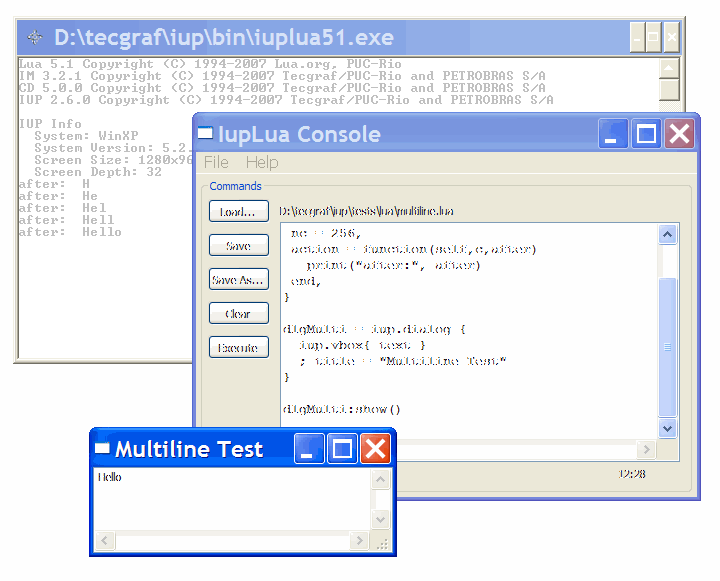 D:\tecgraf\iup\bin\iuplua51.exe
Lua 5.1 Copyright (C) 1994-2007 Lua.org, PUC-Rio
IM 3.2.1 Copyright (C) 1994-2007 Tecgraf/PUC-Rio and PETROBRAS S/A
CD 5.0.0 Copyright (C) 1994-2007 Tecgraf/PUC-Rio and PETROBRAS S/A
IUP 2.6.0 Copyright (C) 1994-2007 Tecgraf/PUC-Rio and PETROBRAS S/A
IUP Info
System: WinXP
System Version: 5.2.
Screen Size: 1280x96
Screen Depth: 32
after: H
after: He
after: Hel
after: Hell
after: Hello
IupLua Console
File Help
Commands
Load...
Save
Save As...
Clear
Execute
D:\tecgraf\iup\tests\lua\multiline.lua
nc = 256,
action = function(self,c,after)
print("after:", after)
end,
}
dlgMulti = iup.dialog {
iup.vbox{ text }
; title = "Multiline Test"
}
dlgMulti:show()
12:28
Multiline Test
Hello